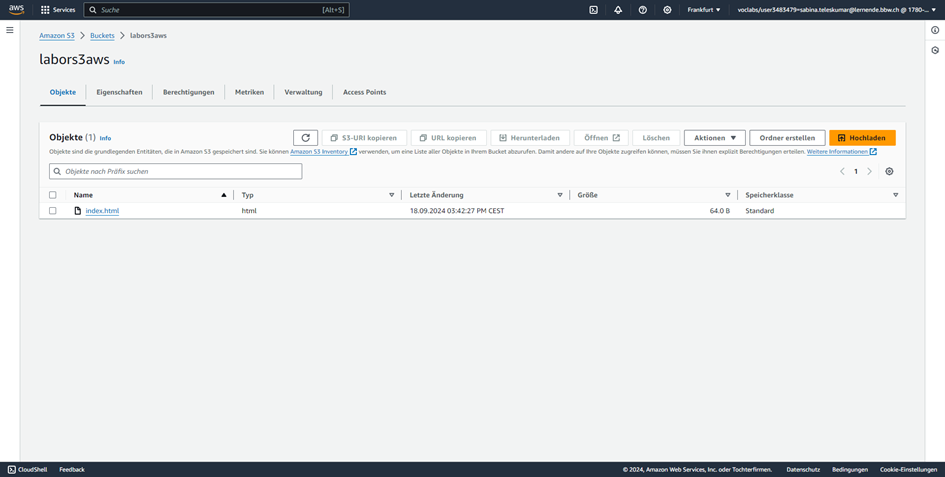 aws Services Suche [Alt+S] Frankfurt voclabs/user3483479=sabina.teleskumar@lernende.bbw.ch @ 1780-...
Amazon S3 Buckets labors3aws
labors3aws Info
Objekte Eigenschaften Berechtigungen Metriken Verwaltung Access Points
Objekte (1) Info S3-URI kopieren URL kopieren Herunterladen Öffnen Löschen Aktionen Ordner erstellen Hochladen
Objekte sind die grundlegenden Entitäten, die in Amazon S3 gespeichert sind. Sie können Amazon S3 Inventory verwenden, um eine Liste aller Objekte in Ihrem Bucket abzurufen. Damit andere auf Ihre Objekte zugreifen können, müssen Sie ihnen explizit Berechtigungen erteilen. Weitere Informationen
Objekte nach Präfix suchen 1
Name Typ Letzte Änderung Größe Speicherklasse
index.html html 18.09.2024 03:42:27 PM CEST 64.0 B Standard
CloudShell Feedback © 2024, Amazon Web Services, Inc. oder Tochterfirmen. Datenschutz Bedingungen Cookie-Einstellungen